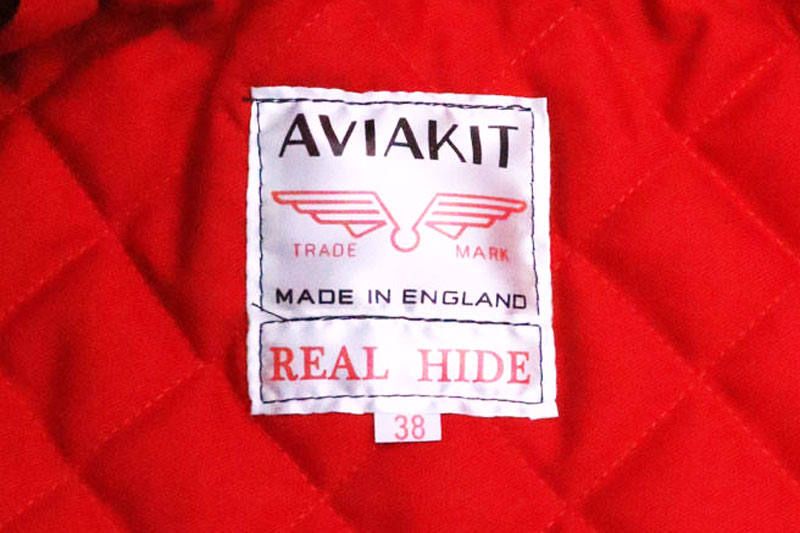 AVIAKIT
TRADE MARK
MADE IN ENGLAND
REAL HIDE
38